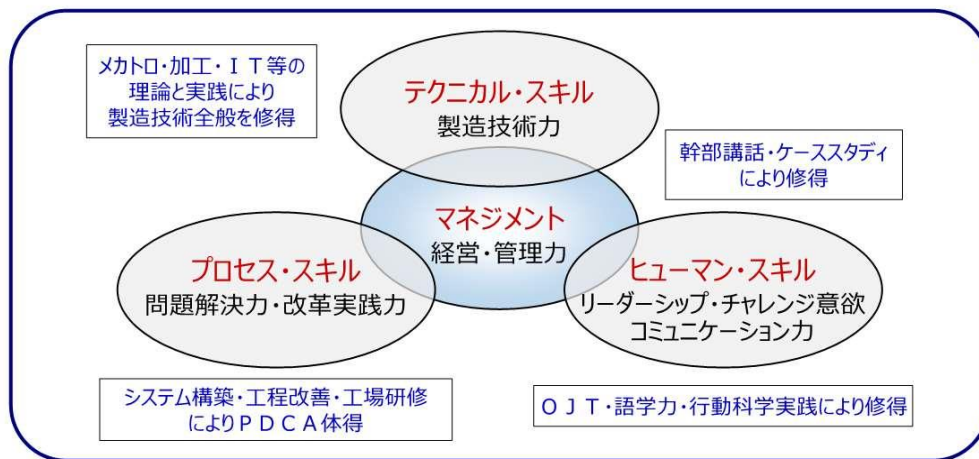 メカトロ・加工・ＩＴ等の
理論と実践により
製造技術全般を修得
テクニカル・スキル
製造技術力
幹部講話・ケーススタディ
により修得
マネジメント
経営・管理力
プロセス・スキル
問題解決力・改革実践力
ヒューマン・スキル
リーダーシップ・チャレンジ意欲
コミュニケーション力
システム構築・工程改善・工場研修
によりＰＤＣＡ体得
ＯＪＴ・語学力・行動科学実践により修得